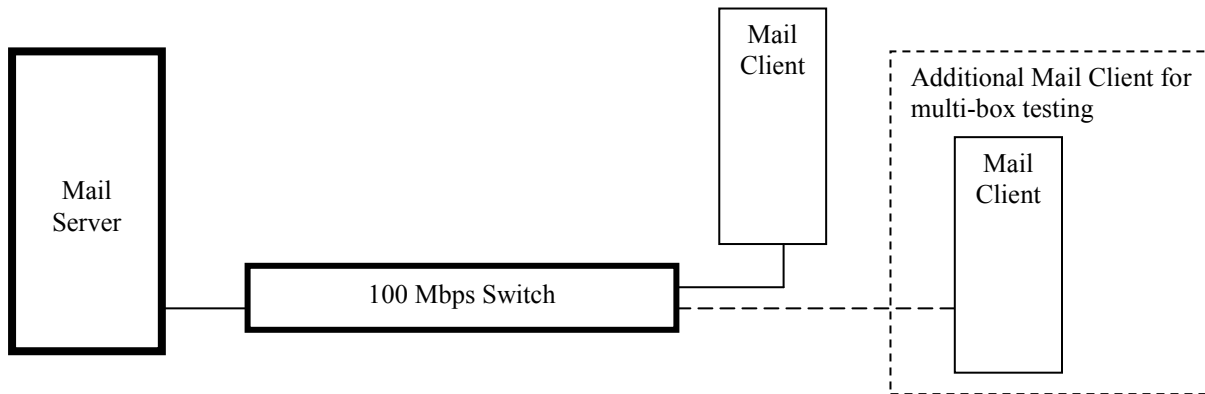 Mail
Server
100 Mbps Switch
Mail
Client
Additional Mail Client for
multi-box testing
Mail
Client